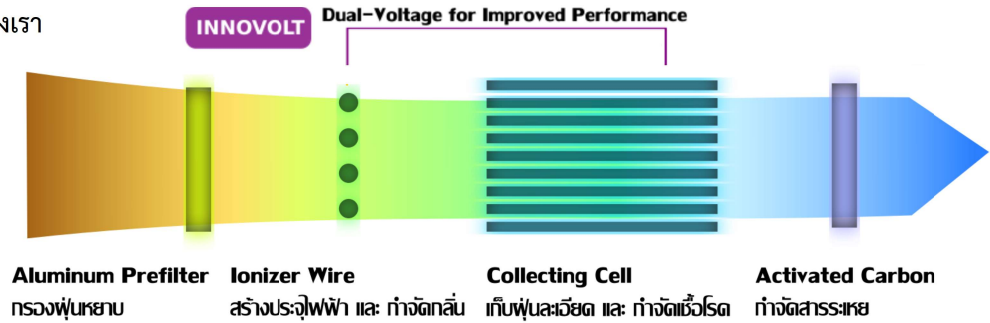 งเรา
INNOVOLT
Dual-Voltage for Improved Performance
Aluminum Prefilter
กรองฝุ่นหยาบ
Ionizer Wire
สร้างประจุไฟฟ้า และ กำจัดกลิ่น
Collecting Cell
เก็บฝุ่นละเอียด และ กำจัดเชื้อโรค
Activated Carbon
กำจัดสารระเหย